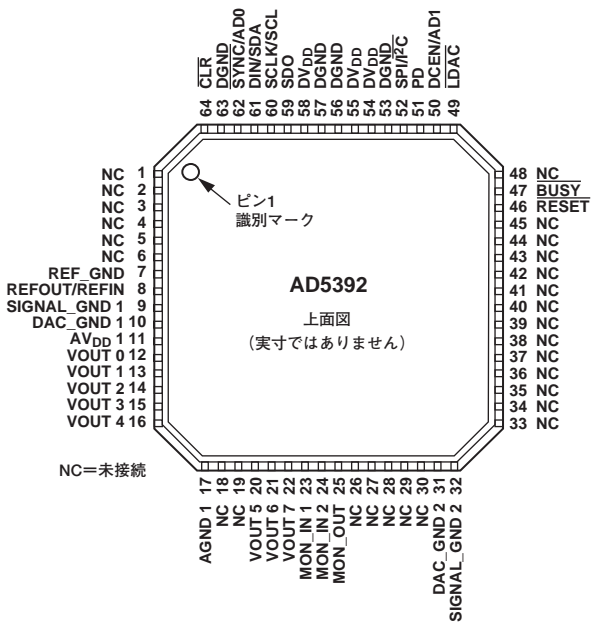 64 CLR
63 DGND
62 SYNC/AD0
61 DIN/SDA
60 SCLK/SCL
59 SDO
58 DVDD
57 DGND
56 DGND
55 DVDD
54 DVDD
53 DGND
52 SPI/I2C
51 PD
50 DCEN/AD1
49 LDAC
NC 1
NC 2
NC 3
NC 4
NC 5
NC 6
REF_GND 7
REFOUT/REFIN 8
SIGNAL_GND 1 9
DAC_GND 1 10
AVDD 1 11
VOUT 0 12
VOUT 1 13
VOUT 2 14
VOUT 3 15
VOUT 4 16
ピン1
識別マーク
AD5392
上面図
(実寸ではありません)
48 NC
47 BUSY
46 RESET
45 NC
44 NC
43 NC
42 NC
41 NC
40 NC
39 NC
38 NC
37 NC
36 NC
35 NC
34 NC
33 NC
NC=未接続
AGND 1 17
NC 18
NC 19
VOUT 5 20
VOUT 6 21
VOUT 7 22
MON_IN 1 23
MON_IN 2 24
MON_OUT 25
NC 26
NC 27
NC 28
NC 29
NC 30
DAC_GND 2 31
SIGNAL_GND 2 32